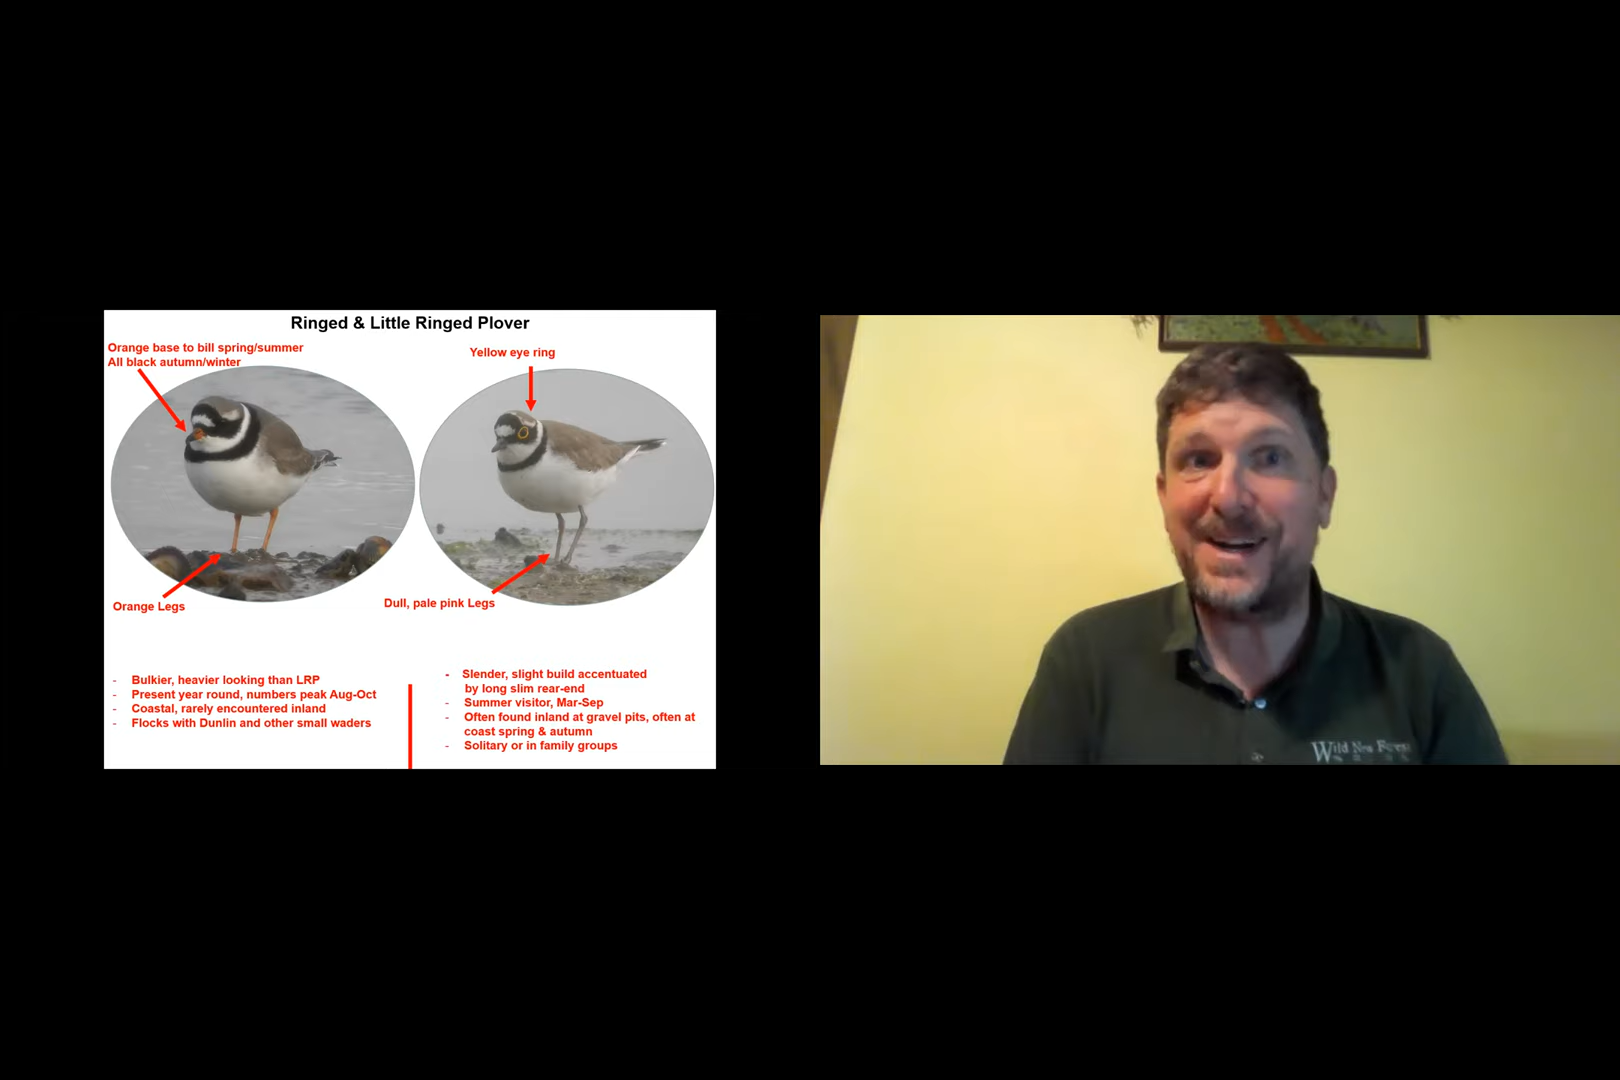 Ringed & Little Ringed Plover
Orange base to bill spring/summer
All black autumn/winter
Yellow eye ring
Orange Legs
Dull, pale pink Legs
- Bulkier, heavier looking than LRP
- Present year round, numbers peak Aug-Oct
- Coastal, rarely encountered inland
- Flocks with Dunlin and other small waders
- Slender, slight build accentuated
by long slim rear-end
- Summer visitor, Mar-Sep
- Often found inland at gravel pits, often at
coast spring & autumn
- Solitary or in family groups
Wild New Forest